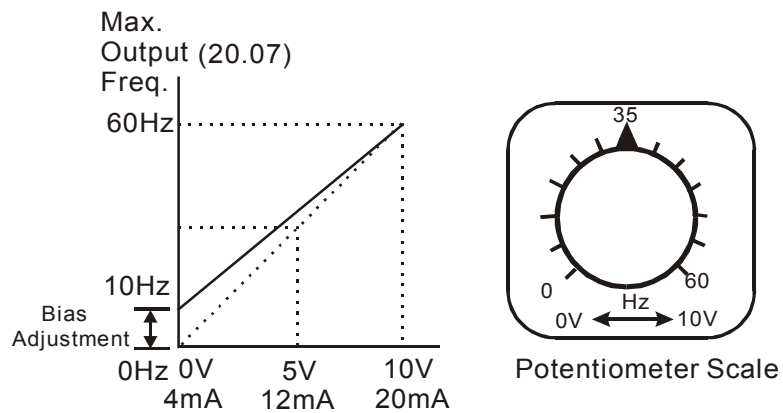 Max.
Output (20.07)
Freq.
60Hz
10Hz
Bias
Adjustment
0Hz 0V 5V 10V
4mA 12mA 20mA
35
0 60
Hz
0V 10V
Potentiometer Scale